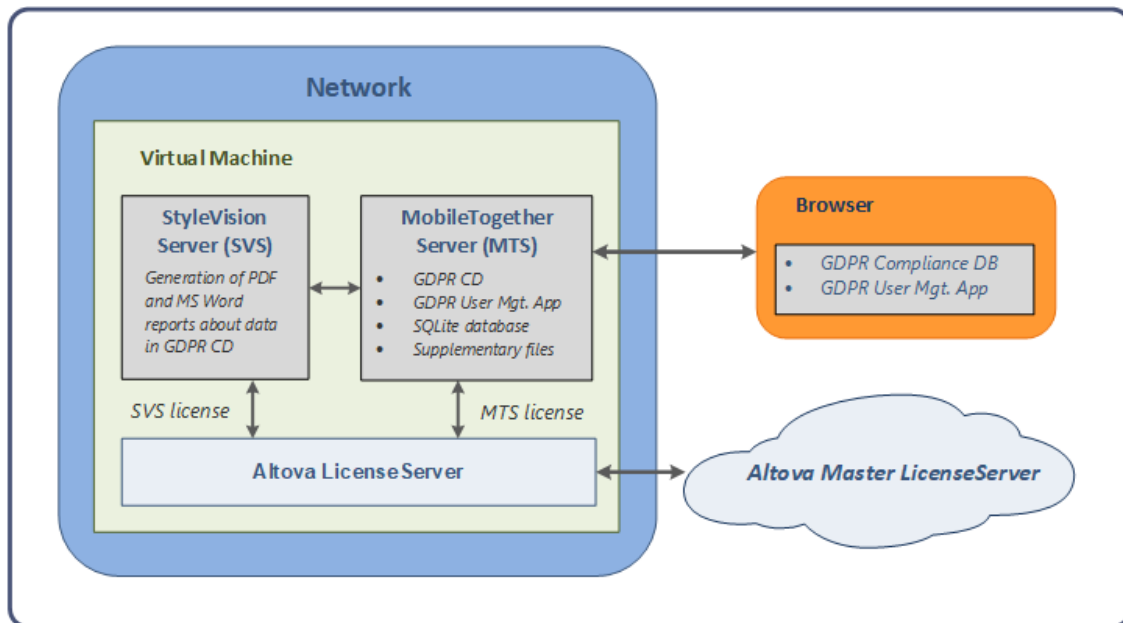 Network
Virtual Machine
StyleVision
Server (SVS)
Generation of PDF
and MS Word
reports about data
in GDPR CD
MobileTogether
Server (MTS)
• GDPR CD
• GDPR User Mgt. App
• SQLite database
• Supplementary files
SVS license
MTS license
Altova LicenseServer
Browser
• GDPR Compliance DB
• GDPR User Mgt. App
Altova Master LicenseServer